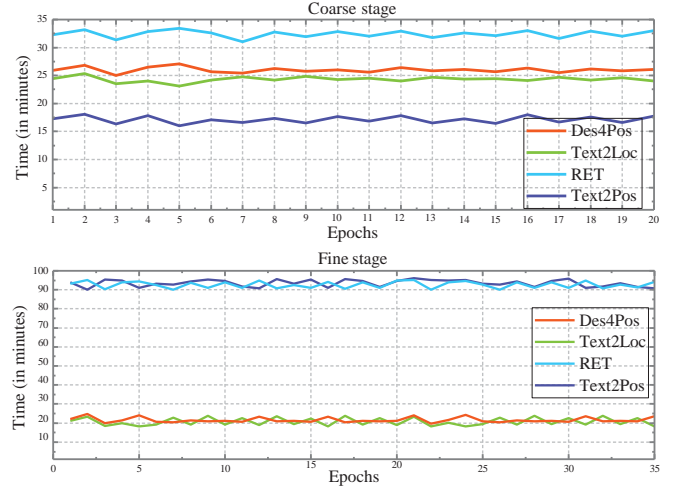 Coarse stage
35
30
25
20
15
10
5
Time (in minutes)
Des4Pos
Text2Loc
RET
Text2Pos
1 2 3 4 5 6 7 8 9 10 11 12 13 14 15 16 17 18 19 20
Epochs
Fine stage
100
90
80
70
60
50
40
30
20
10
Time (in minutes)
Des4Pos
Text2Loc
RET
Text2Pos
0 5 10 15 20 25 30 35
Epochs